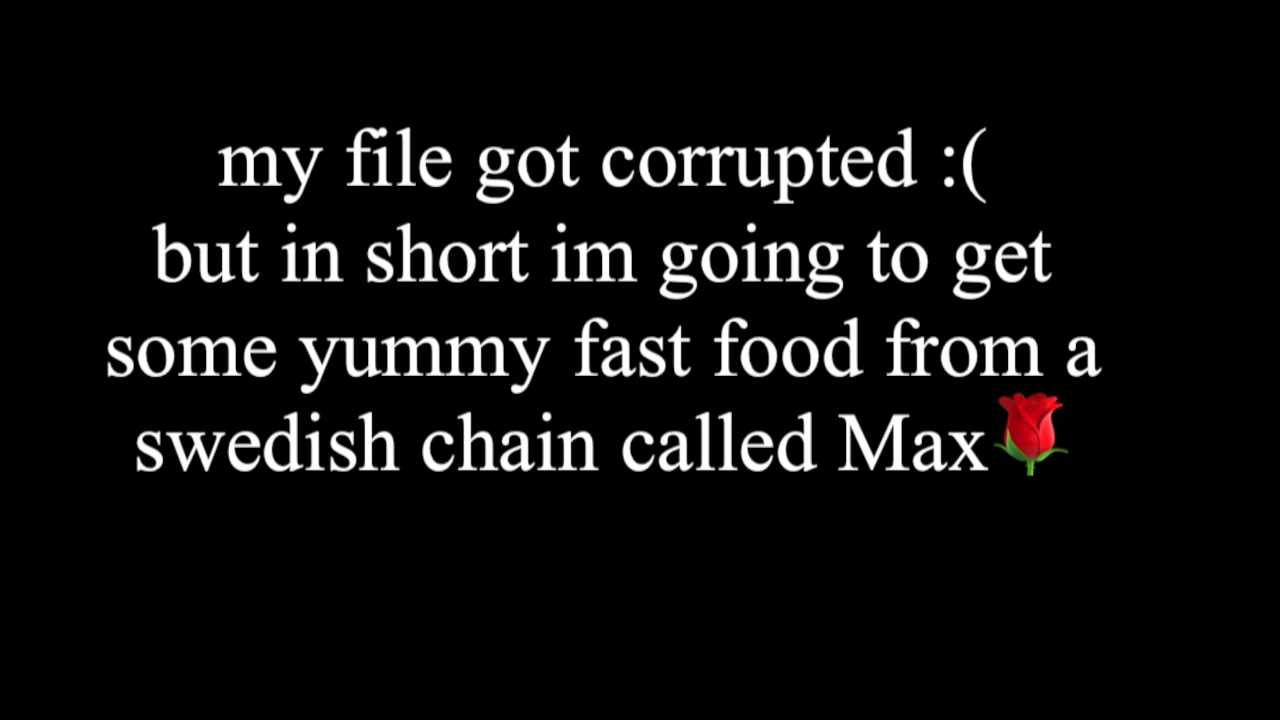 my file got corrupted :(
but in short im going to get
some yummy fast food from a
swedish chain called Max🌹